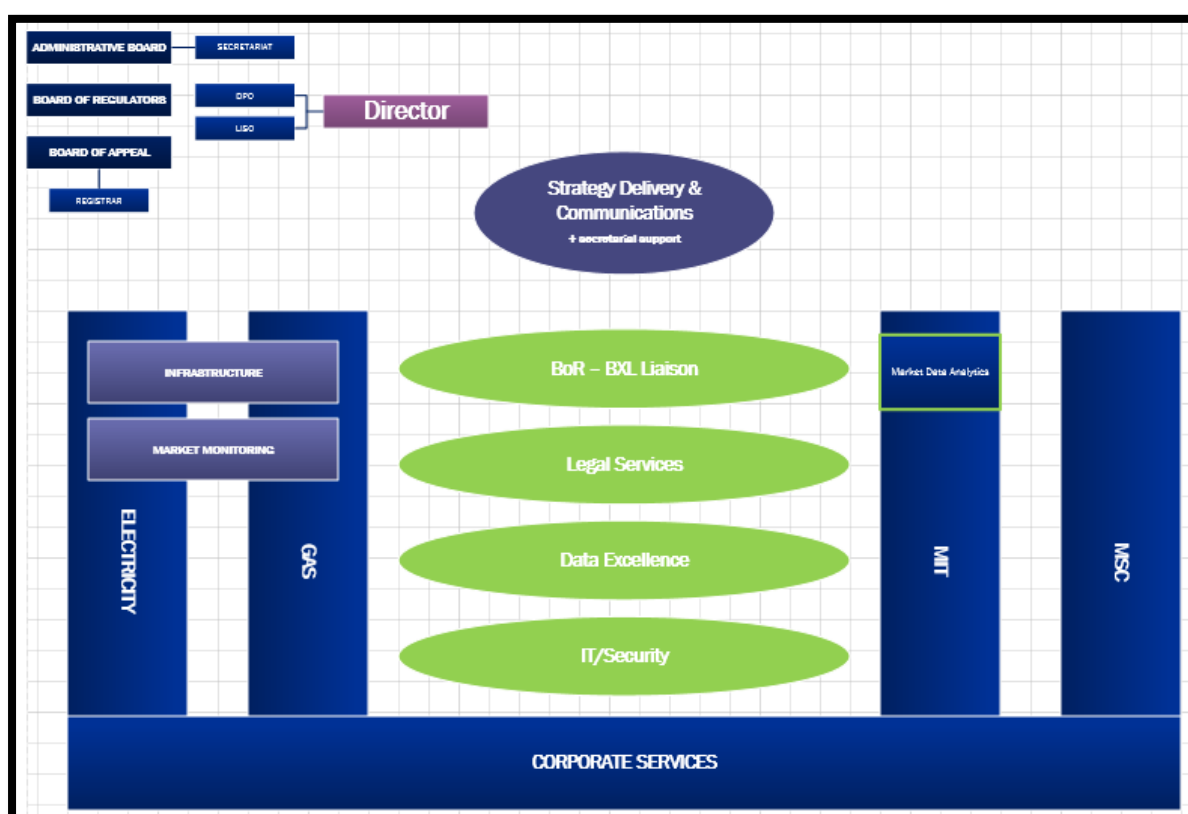 ADMINISTRATIVE BOARD
SECRETARIAT
BOARD OF REGULATORS
DPO
LISO
Director
BOARD OF APPEAL
REGISTRAR
Strategy Delivery &
Communications
+ secretarial support
INFRASTRUCTURE
MARKET MONITORING
ELECTRICITY
GAS
BoR – BXL Liaison
Legal Services
Data Excellence
IT/Security
Market Data Analytics
MIT
MSC
CORPORATE SERVICES